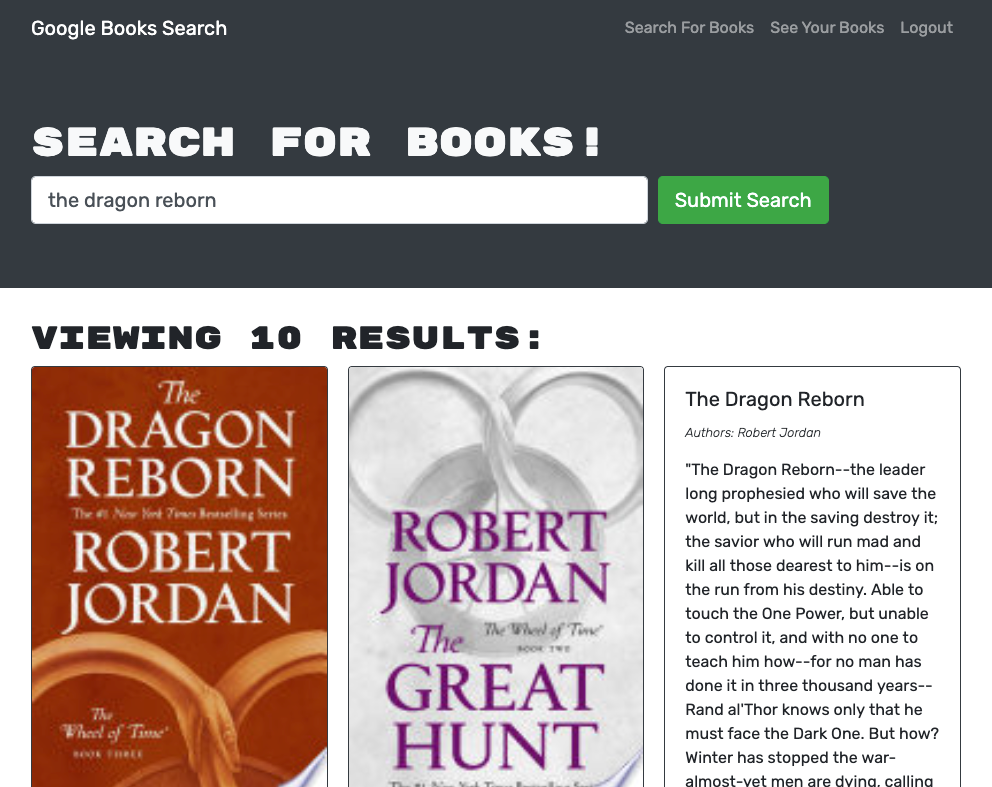 Google Books Search
Search For Books See Your Books Logout
SEARCH FOR BOOKS!
the dragon reborn
Submit Search
VIEWING 10 RESULTS:
The
DRAGON
REBORN
The #1 New York Times Bestselling Series
ROBERT
JORDAN
The
Wheel of Time
BOOK THREE
ROBERT
JORDAN
The
The Wheel of Time®
BOOK TWO
GREAT
HUNT
The Dragon Reborn
Authors: Robert Jordan
"The Dragon Reborn--the leader
long prophesied who will save the
world, but in the saving destroy it;
the savior who will run mad and
kill all those dearest to him--is on
the run from his destiny. Able to
touch the One Power, but unable
to control it, and with no one to
teach him how--for no man has
done it in three thousand years--
Rand al'Thor knows only that he
must face the Dark One. But how?
Winter has stopped the war-
almost-yet men are dying, calling